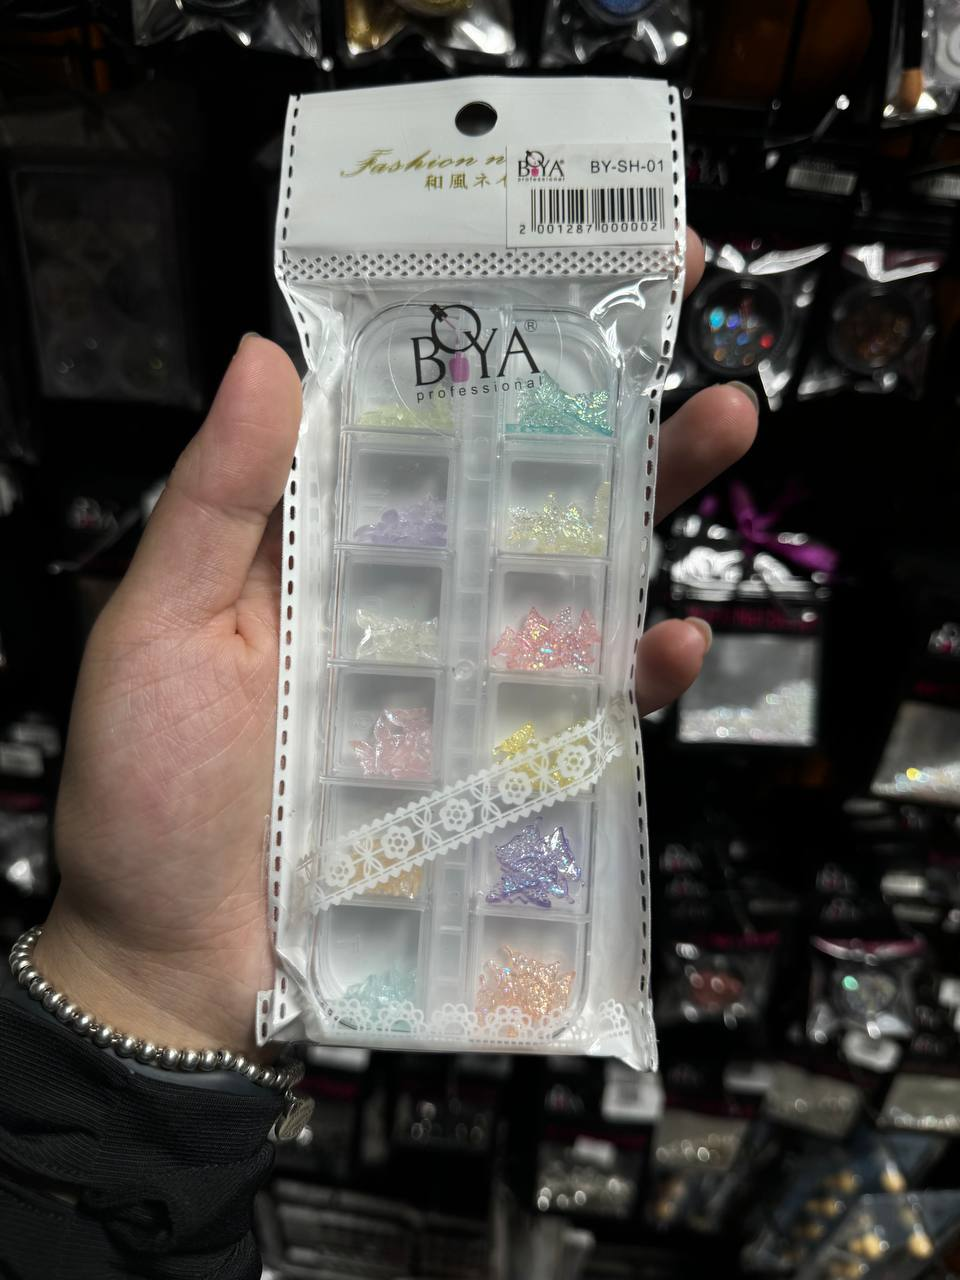 Fashion n
和風ネイ
BOYA®
professional
BY-SH-01
2 001287 000002
BOYA®
professional